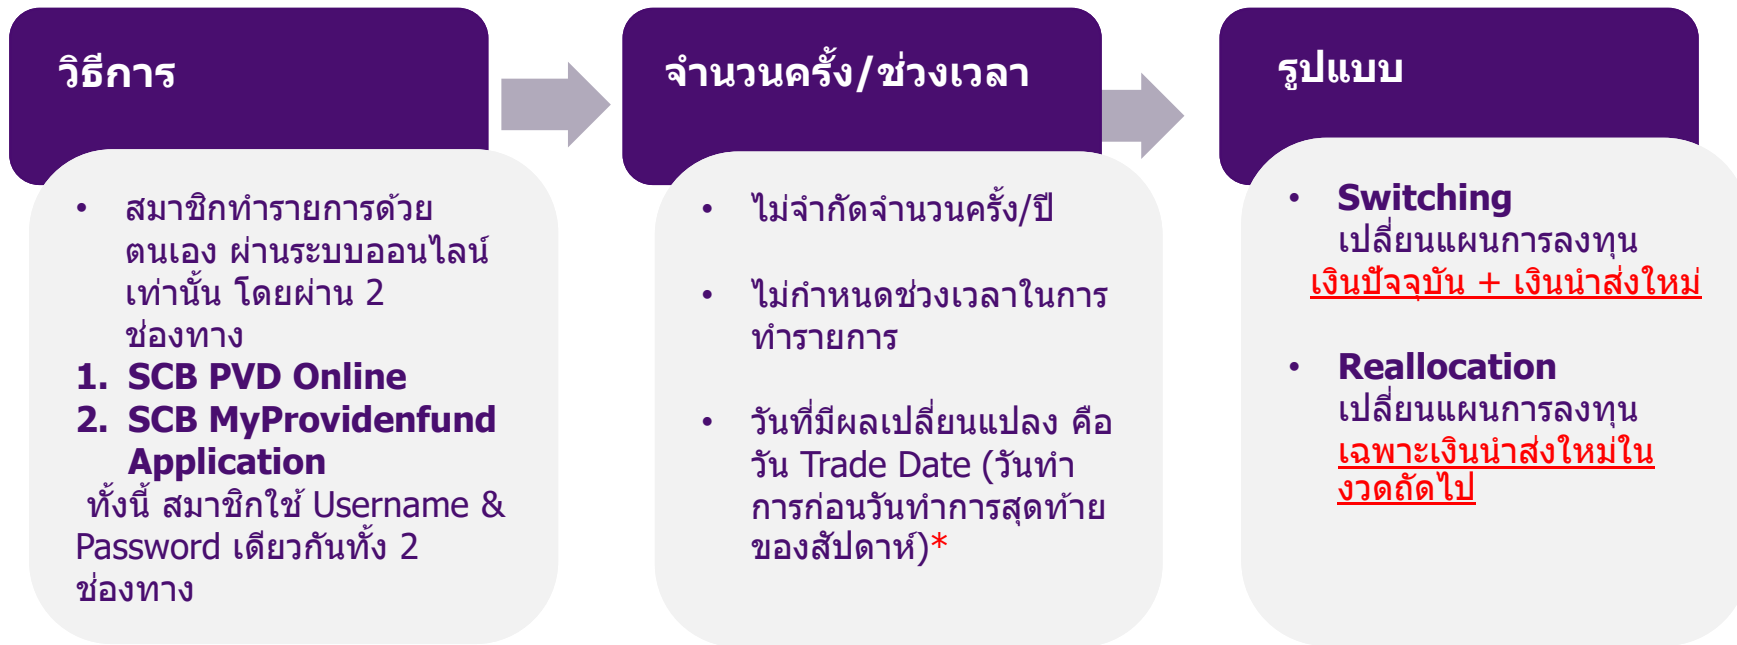 วิธีการ
• สมาชิกทำรายการด้วย
ตนเอง ผ่านระบบออนไลน์
เท่านั้น โดยผ่าน 2
ช่องทาง
1. SCB PVD Online
2. SCB MyProvidenfund
Application
ทั้งนี้ สมาชิกใช้ Username &
Password เดียวกันทั้ง 2
ช่องทาง
จำนวนครั้ง/ช่วงเวลา
• ไม่จำกัดจำนวนครั้ง/ปี
• ไม่กำหนดช่วงเวลาในการ
ทำรายการ
• วันที่มีผลเปลี่ยนแปลง คือ
วัน Trade Date (วันทำ
การก่อนวันทำการสุดท้าย
ของสัปดาห์)*
รูปแบบ
• Switching
เปลี่ยนแผนการลงทุน
เงินปัจจุบัน + เงินนำส่งใหม่
• Reallocation
เปลี่ยนแผนการลงทุน
เฉพาะเงินนำส่งใหม่ใน
งวดถัดไป